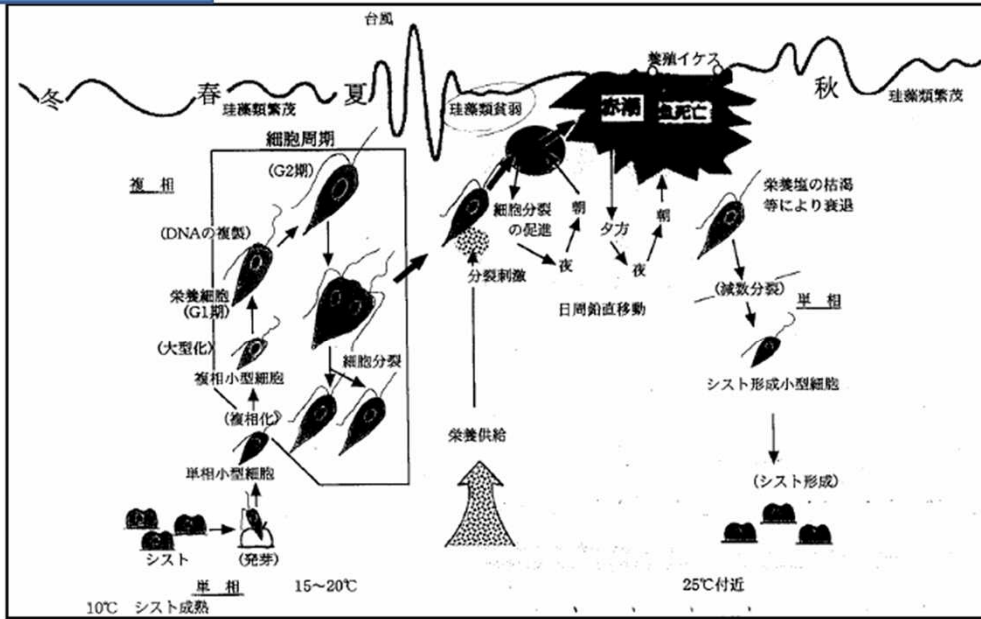 台風
冬
春
珪藻類繁茂
夏
珪藻類貧弱
養殖イケス
赤潮
魚死亡
秋
珪藻類繁茂
細胞周期
複 相
(G2期)
(DNAの複製)
栄養細胞
(G1期)
(大型化)
複相小型細胞
(複相化)
単相小型細胞
シスト
(発芽)
単 相
10℃ シスト成熟
15~20℃
細胞分裂
細胞分裂
の促進
分裂刺激
朝
夜
夕方
夜
朝
日周鉛直移動
栄養供給
栄養塩の枯渇
等により衰退
(減数分裂)
単 相
シスト形成小型細胞
(シスト形成)
25℃付近